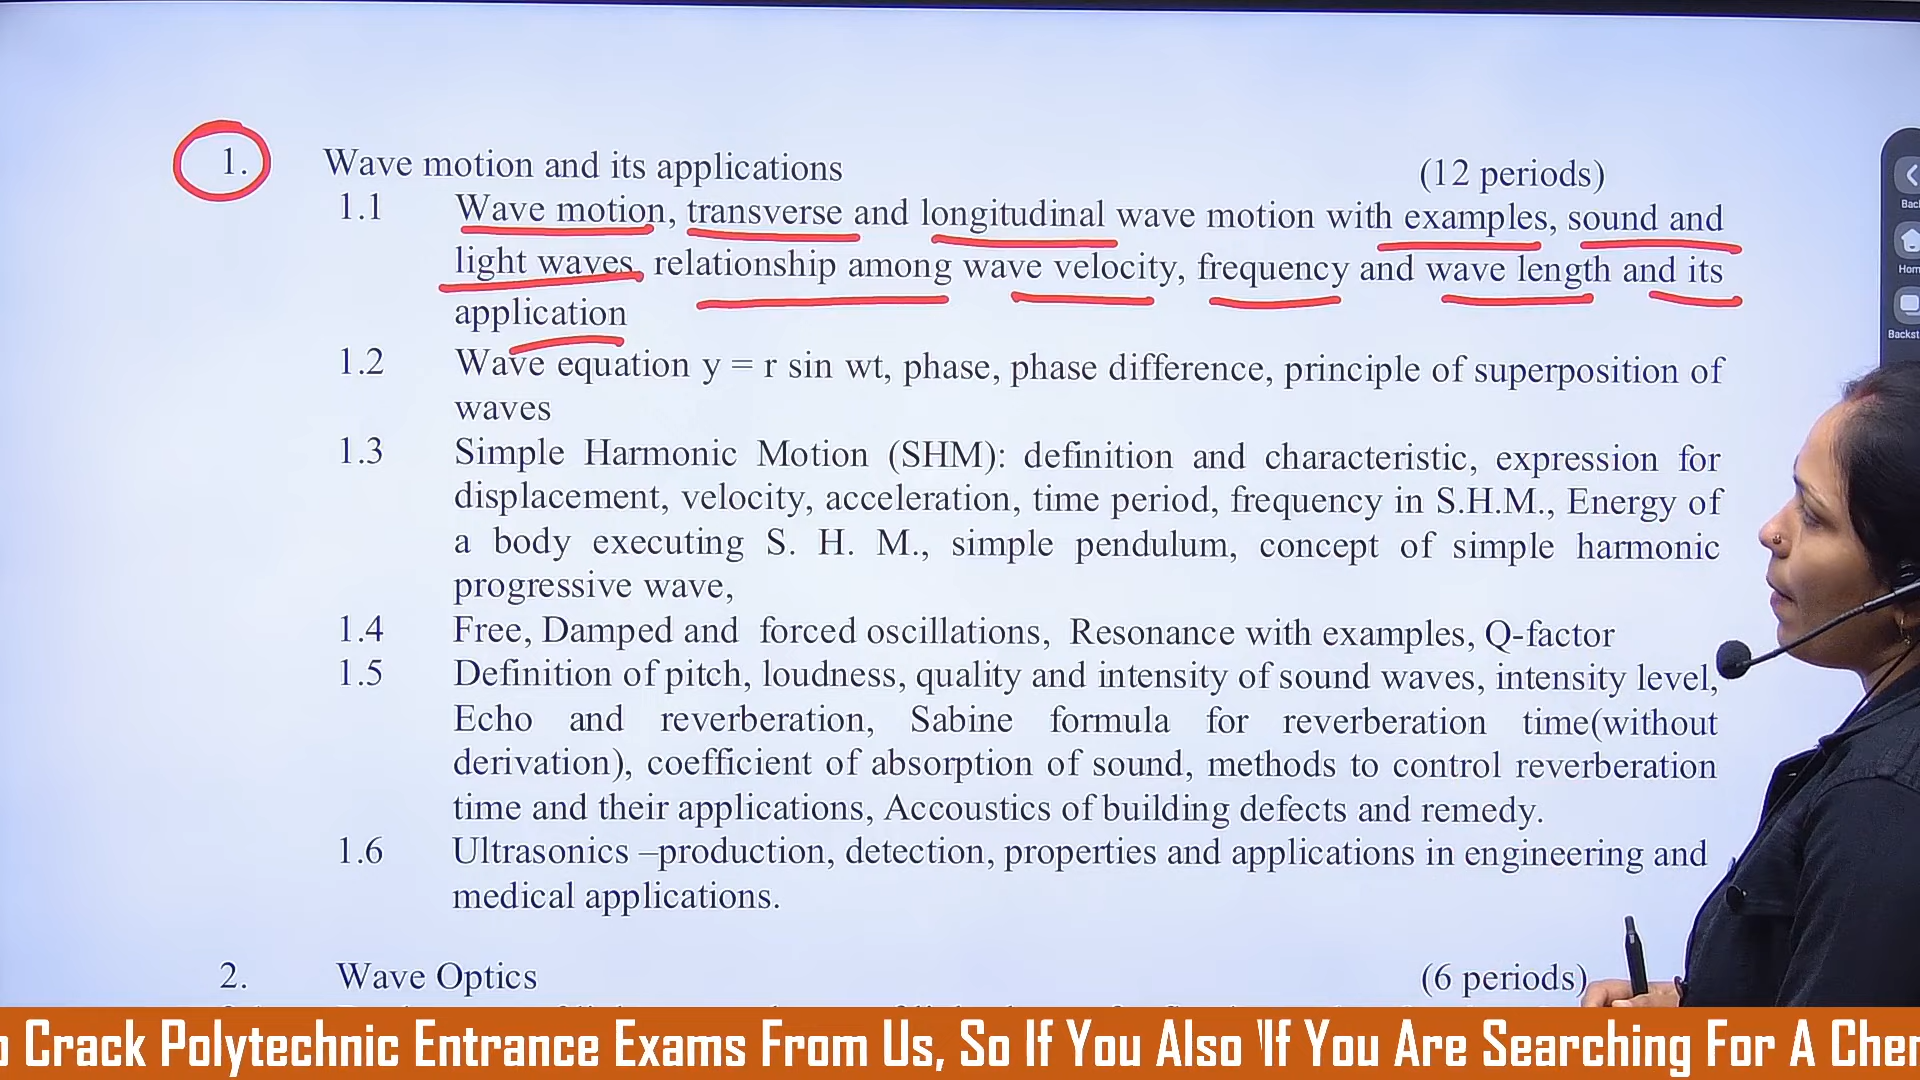 1. Wave motion and its applications (12 periods)
1.1 Wave motion, transverse and longitudinal wave motion with examples, sound and
light waves, relationship among wave velocity, frequency and wave length and its
application
1.2 Wave equation y = r sin wt, phase, phase difference, principle of superposition of
waves
1.3 Simple Harmonic Motion (SHM): definition and characteristic, expression for
displacement, velocity, acceleration, time period, frequency in S.H.M., Energy of
a body executing S. H. M., simple pendulum, concept of simple harmonic
progressive wave,
1.4 Free, Damped and forced oscillations, Resonance with examples, Q-factor
1.5 Definition of pitch, loudness, quality and intensity of sound waves, intensity level,
Echo and reverberation, Sabine formula for reverberation time(without
derivation), coefficient of absorption of sound, methods to control reverberation
time and their applications, Accoustics of building defects and remedy.
1.6 Ultrasonics –production, detection, properties and applications in engineering and
medical applications.
2. Wave Optics (6 periods)
Crack Polytechnic Entrance Exams From Us, So If You Also If You Are Searching For A